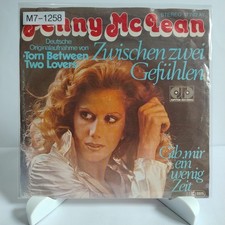 M7-1258
Penny McLean
Deutsche
Originalaufnahme von
"Torn Between
Two Lovers"
Zwischen zwei
Gefühlen
Gib mir
ein
wenig
Zeit